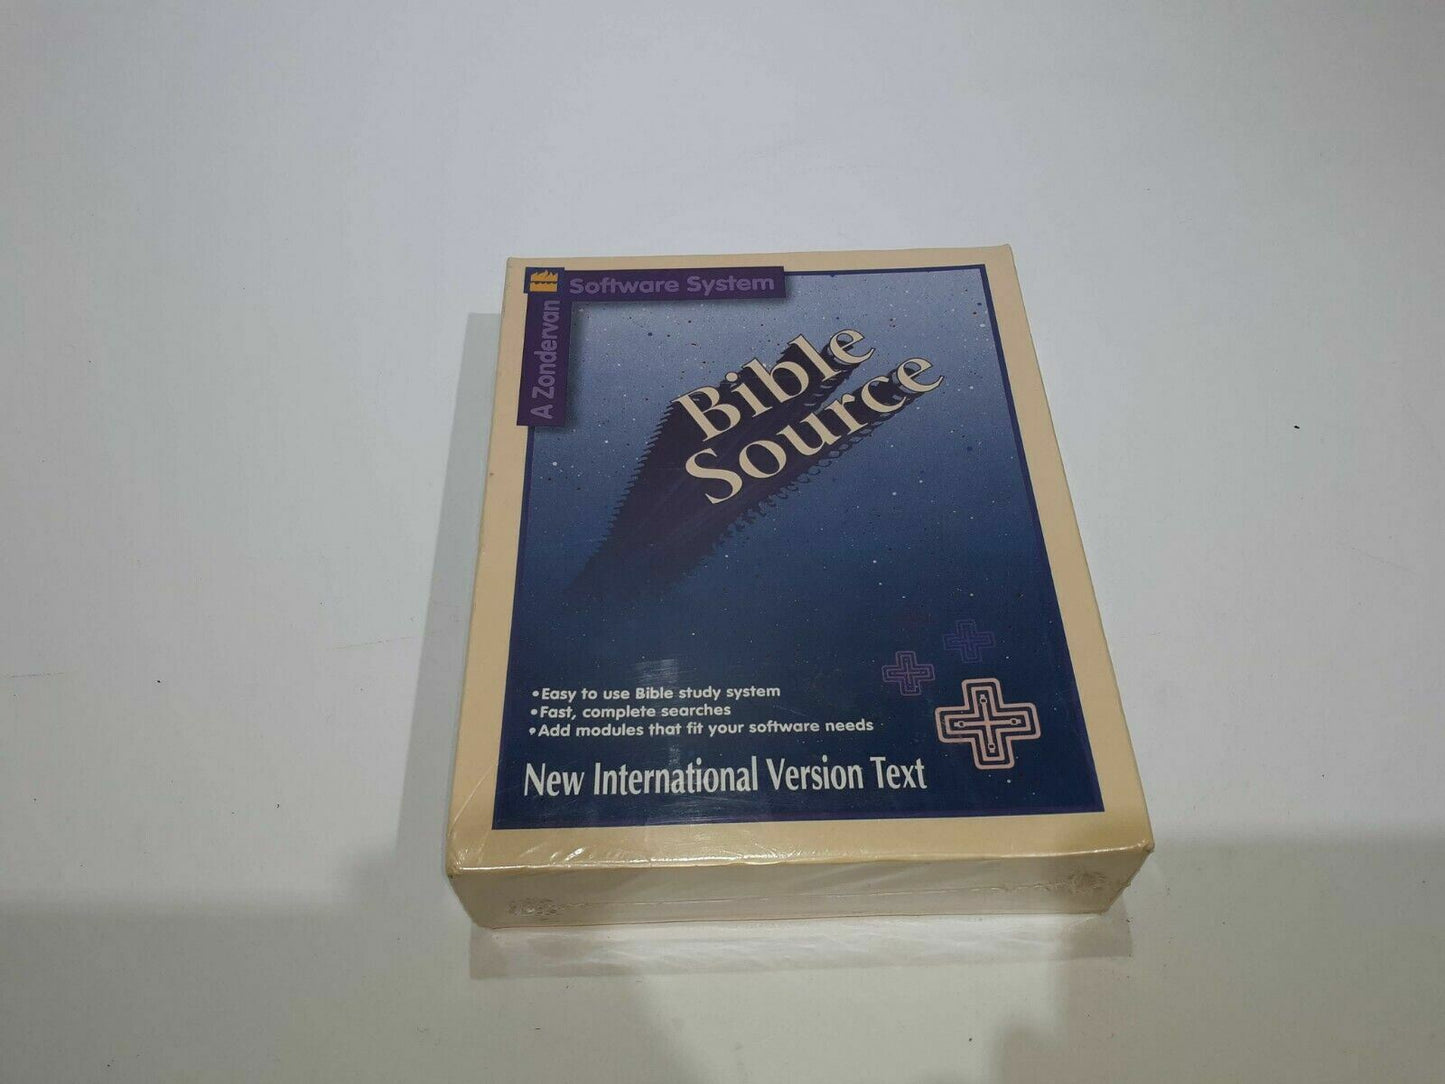 A Zondervan
Software System
Bible
Source
•Easy to use Bible study system
•Fast, complete searches
•Add modules that fit your software needs
New International Version Text